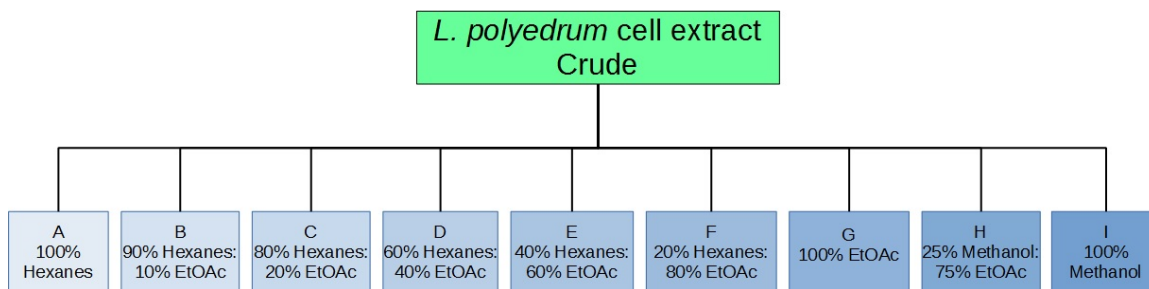 L. polyedrum cell extract
Crude
A
100%
Hexanes
B
90% Hexanes:
10% EtOAc
C
80% Hexanes:
20% EtOAc
D
60% Hexanes:
40% EtOAc
E
40% Hexanes:
60% EtOAc
F
20% Hexanes:
80% EtOAc
G
100% EtOAc
H
25% Methanol:
75% EtOAc
I
100%
Methanol